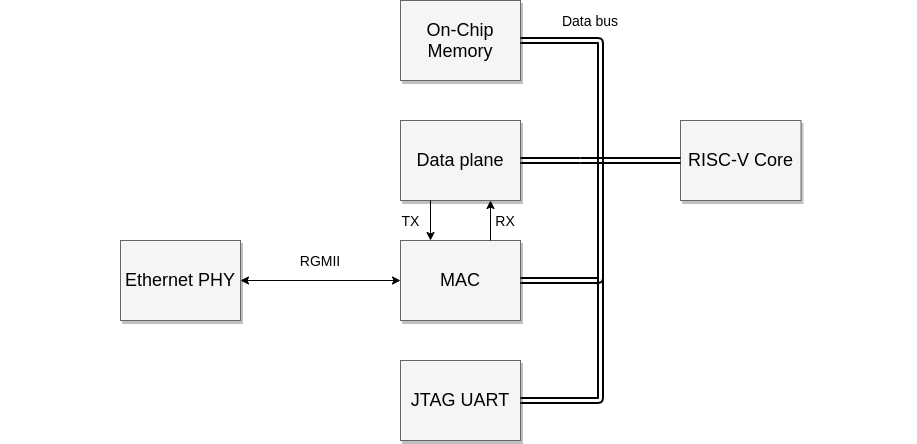 On-Chip
Memory
Data bus
Data plane
RISC-V Core
TX
RX
Ethernet PHY
RGMII
MAC
JTAG UART